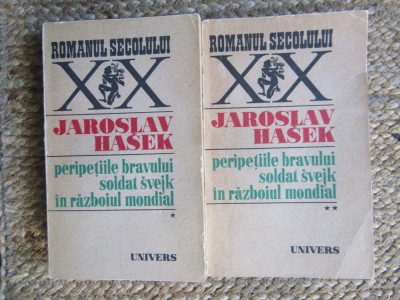 ROMANUL SECOLULUI
XX
JAROSLAV
HAŠEK
peripețiile bravului
soldat švejk
în războiul mondial
*
UNIVERS
ROMANUL SECOLULUI
XX
JAROSLAV
HAŠEK
peripețiile bravului
soldat švejk
în războiul mondial
**
UNIVERS